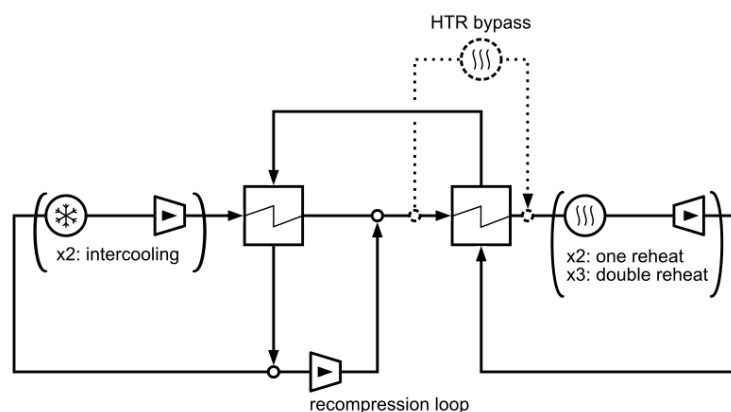 HTR bypass
x2: intercooling
x2: one reheat
x3: double reheat
recompression loop